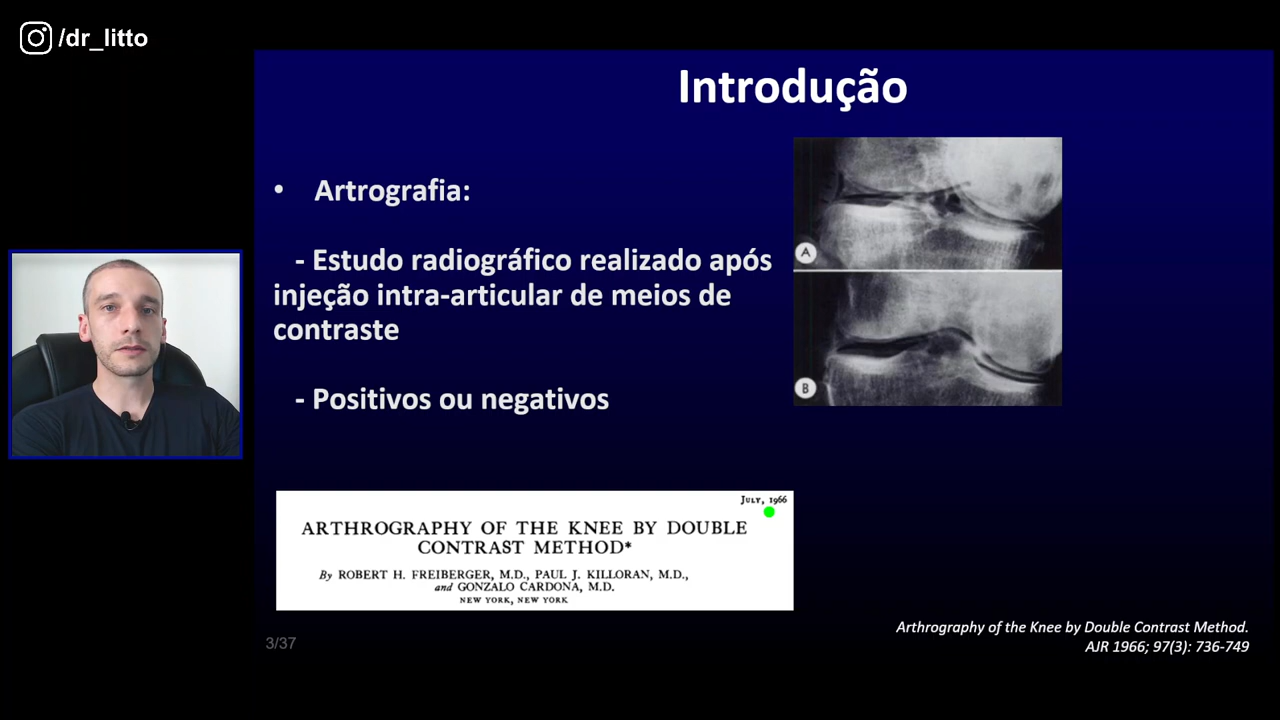 /dr_litto
Introdução
• Artrografia:
- Estudo radiográfico realizado após
injeção intra-articular de meios de
contraste
- Positivos ou negativos
A
B
JULY, 1966
ARTHROGRAPHY OF THE KNEE BY DOUBLE
CONTRAST METHOD*
By ROBERT H. FREIBERGER, M.D., PAUL J. KILLORAN, M.D.,
and GONZALO CARDONA, M.D.
NEW YORK, NEW YORK
3/37
Arthrography of the Knee by Double Contrast Method.
AJR 1966; 97(3): 736-749